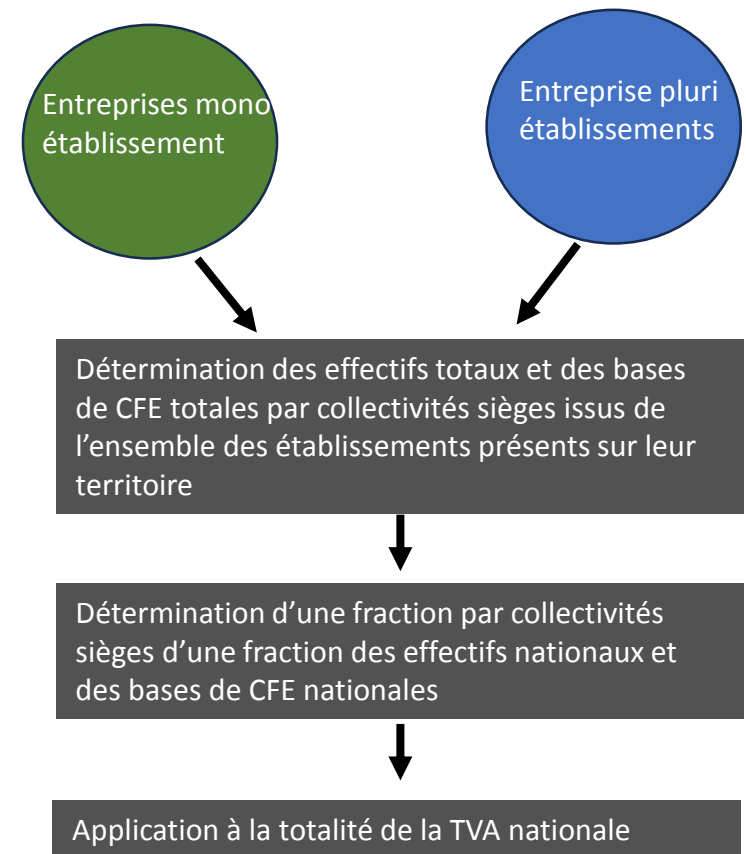 Entreprises mono
établissement
Entreprise pluri
établissements
Détermination des effectifs totaux et des bases
de CFE totales par collectivités sièges issus de
l’ensemble des établissements présents sur leur
territoire
Détermination d’une fraction par collectivités
sièges d’une fraction des effectifs nationaux et
des bases de CFE nationales
Application à la totalité de la TVA nationale